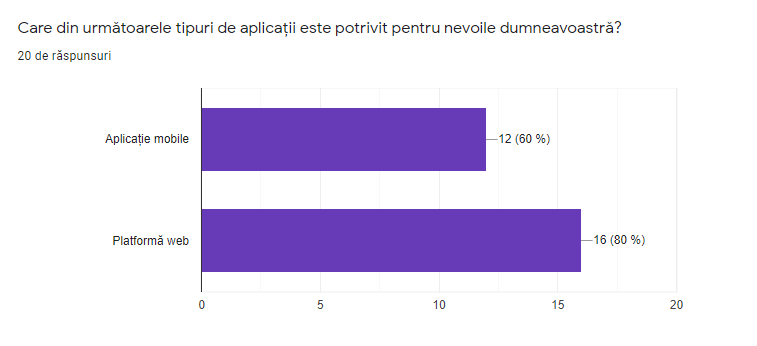 Care din următoarele tipuri de aplicații este potrivit pentru nevoile dumneavoastră?
20 de răspunsuri
Aplicație mobile
12 (60 %)
Platformă web
16 (80 %)
0 5 10 15 20